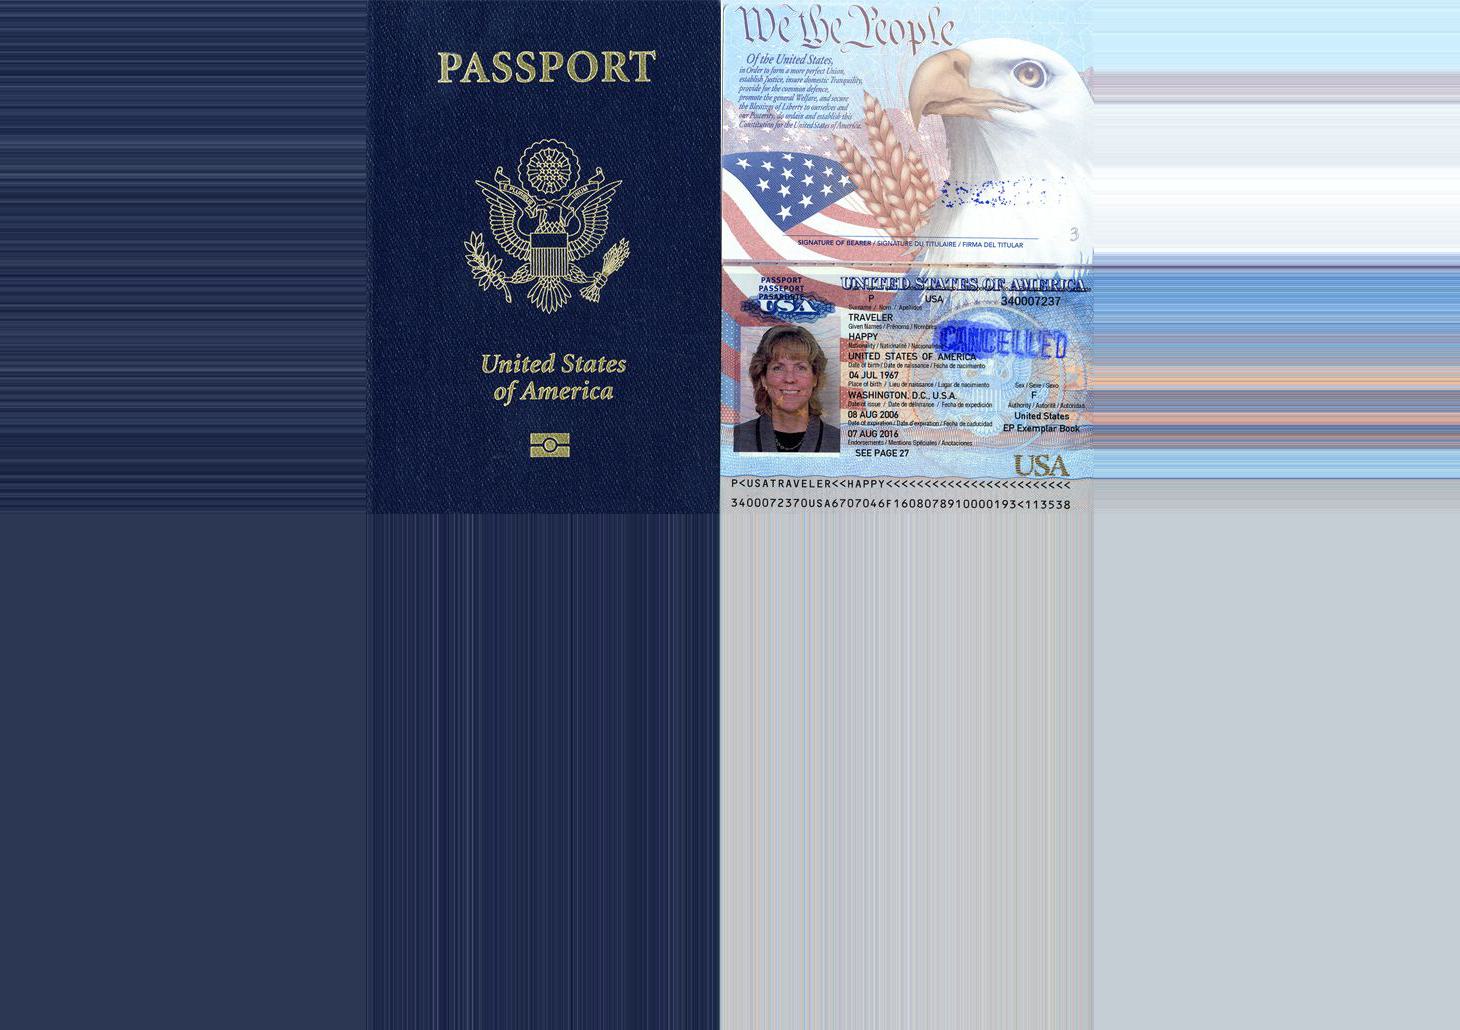 PASSPORT
E PLURIBUS UNUM
United States
of America
We the People
Of the United States,
in Order to form a more perfect Union,
establish Justice, insure domestic Tranquility,
provide for the common defence,
promote the general Welfare, and secure
the Blessings of Liberty to ourselves and
our Posterity, do ordain and establish this
Constitution for the United States of America.
SIGNATURE OF BEARER / SIGNATURE DU TITULAIRE / FIRMA DEL TITULAR
3
PASSPORT
PASSEPORT
PASAPORTE
USA
UNITED STATES OF AMERICA
P USA 340007237
Surname / Nom / Apellidos
TRAVELER
Given Names / Prénoms / Nombres
HAPPY
Nationality / Nationalité / Nacionalidad
CANCELLED
UNITED STATES OF AMERICA
Date of birth / Date de naissance / Fecha de nacimiento
04 JUL 1967
Place of birth / Lieu de naissance / Lugar de nacimiento
WASHINGTON, D.C., U.S.A.
Date of issue / Date de délivrance / Fecha de expedición
08 AUG 2006
Date of expiration / Date d'expiration / Fecha de caducidad
07 AUG 2016
Endorsements / Mentions Spéciales / Anotaciones
SEE PAGE 27
Sex / Sexe / Sexo
F
Authority / Autorité / Autoridad
United States
EP Exemplar Book
USA
P<USATRAVELER<<HAPPY<<<<<<<<<<<<<<<<<<<<<<<<
3400072370USA6707046F1608078910000193<113538